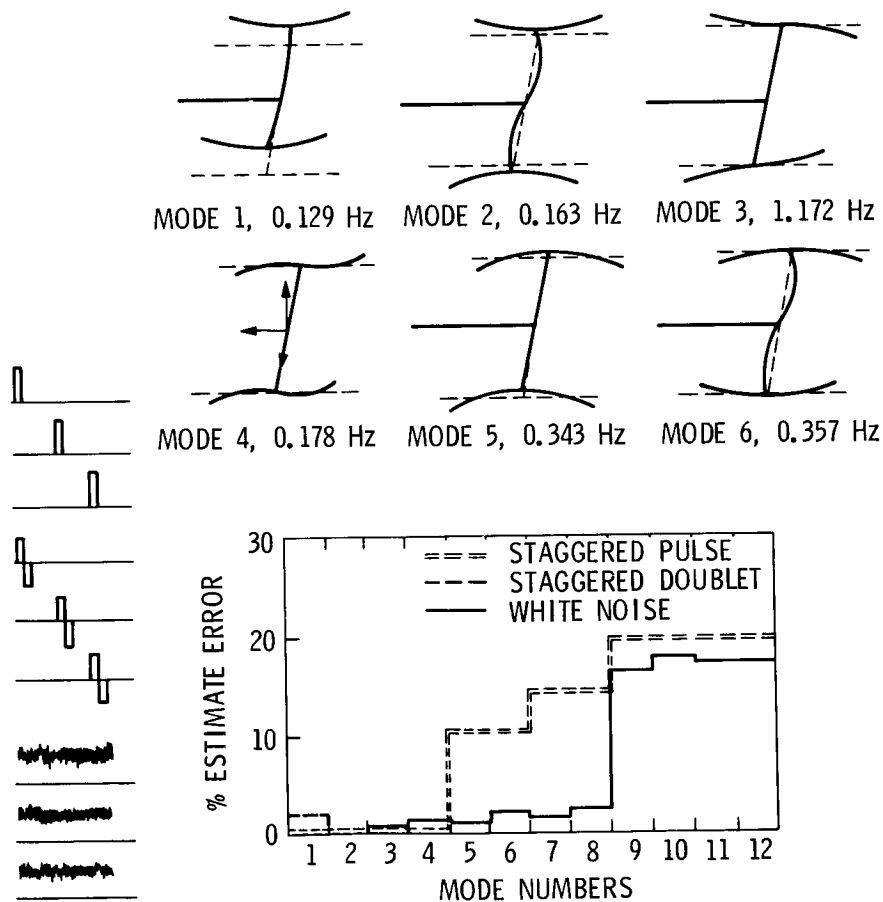 MODE 1, 0.129 Hz
MODE 2, 0.163 Hz
MODE 3, 1.172 Hz
MODE 4, 0.178 Hz
MODE 5, 0.343 Hz
MODE 6, 0.357 Hz
30
20
10
0
% ESTIMATE ERROR
STAGGERED PULSE
STAGGERED DOUBLET
WHITE NOISE
1 2 3 4 5 6 7 8 9 10 11 12
MODE NUMBERS